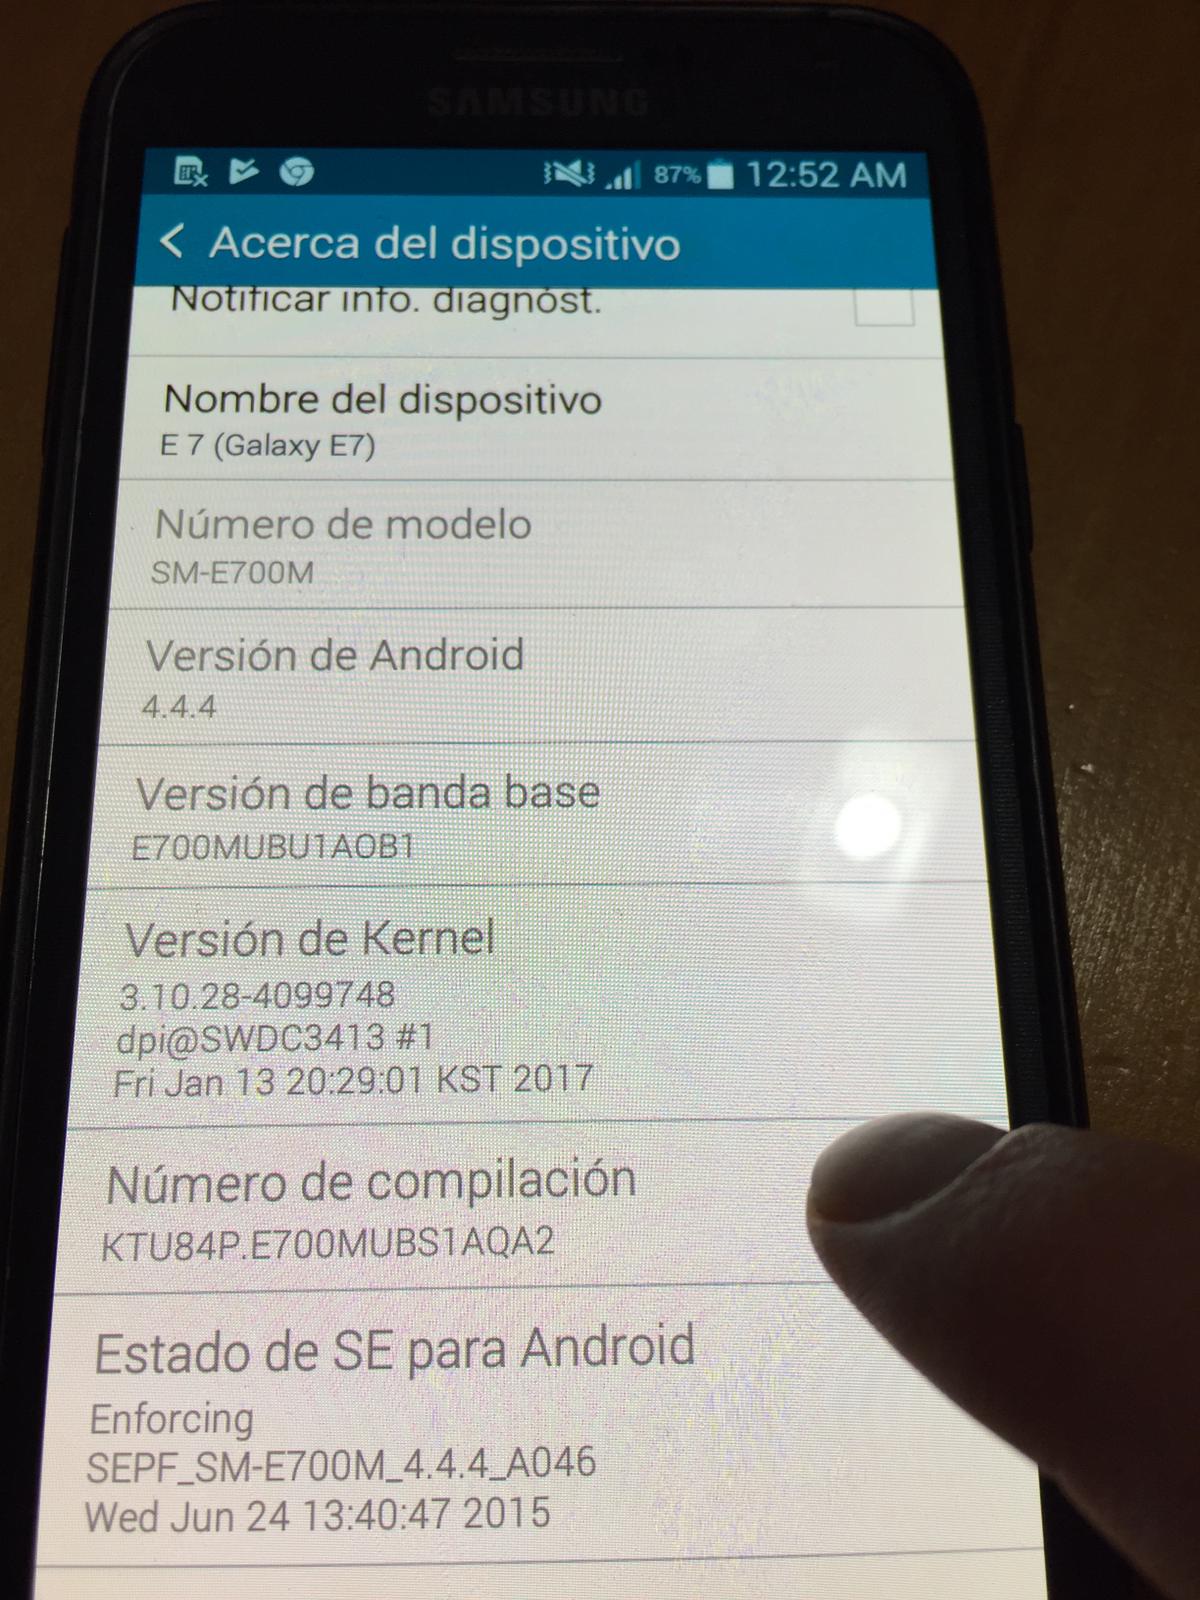 SAMSUNG
87% 12:52 AM
< Acerca del dispositivo
Notificar info. diagnóst.
Nombre del dispositivo
E 7 (Galaxy E7)
Número de modelo
SM-E700M
Versión de Android
4.4.4
Versión de banda base
E700MUBU1AOB1
Versión de Kernel
3.10.28-4099748
dpi@SWDC3413 #1
Fri Jan 13 20:29:01 KST 2017
Número de compilación
KTU84P.E700MUBS1AQA2
Estado de SE para Android
Enforcing
SEPF_SM-E700M_4.4.4_A046
Wed Jun 24 13:40:47 2015